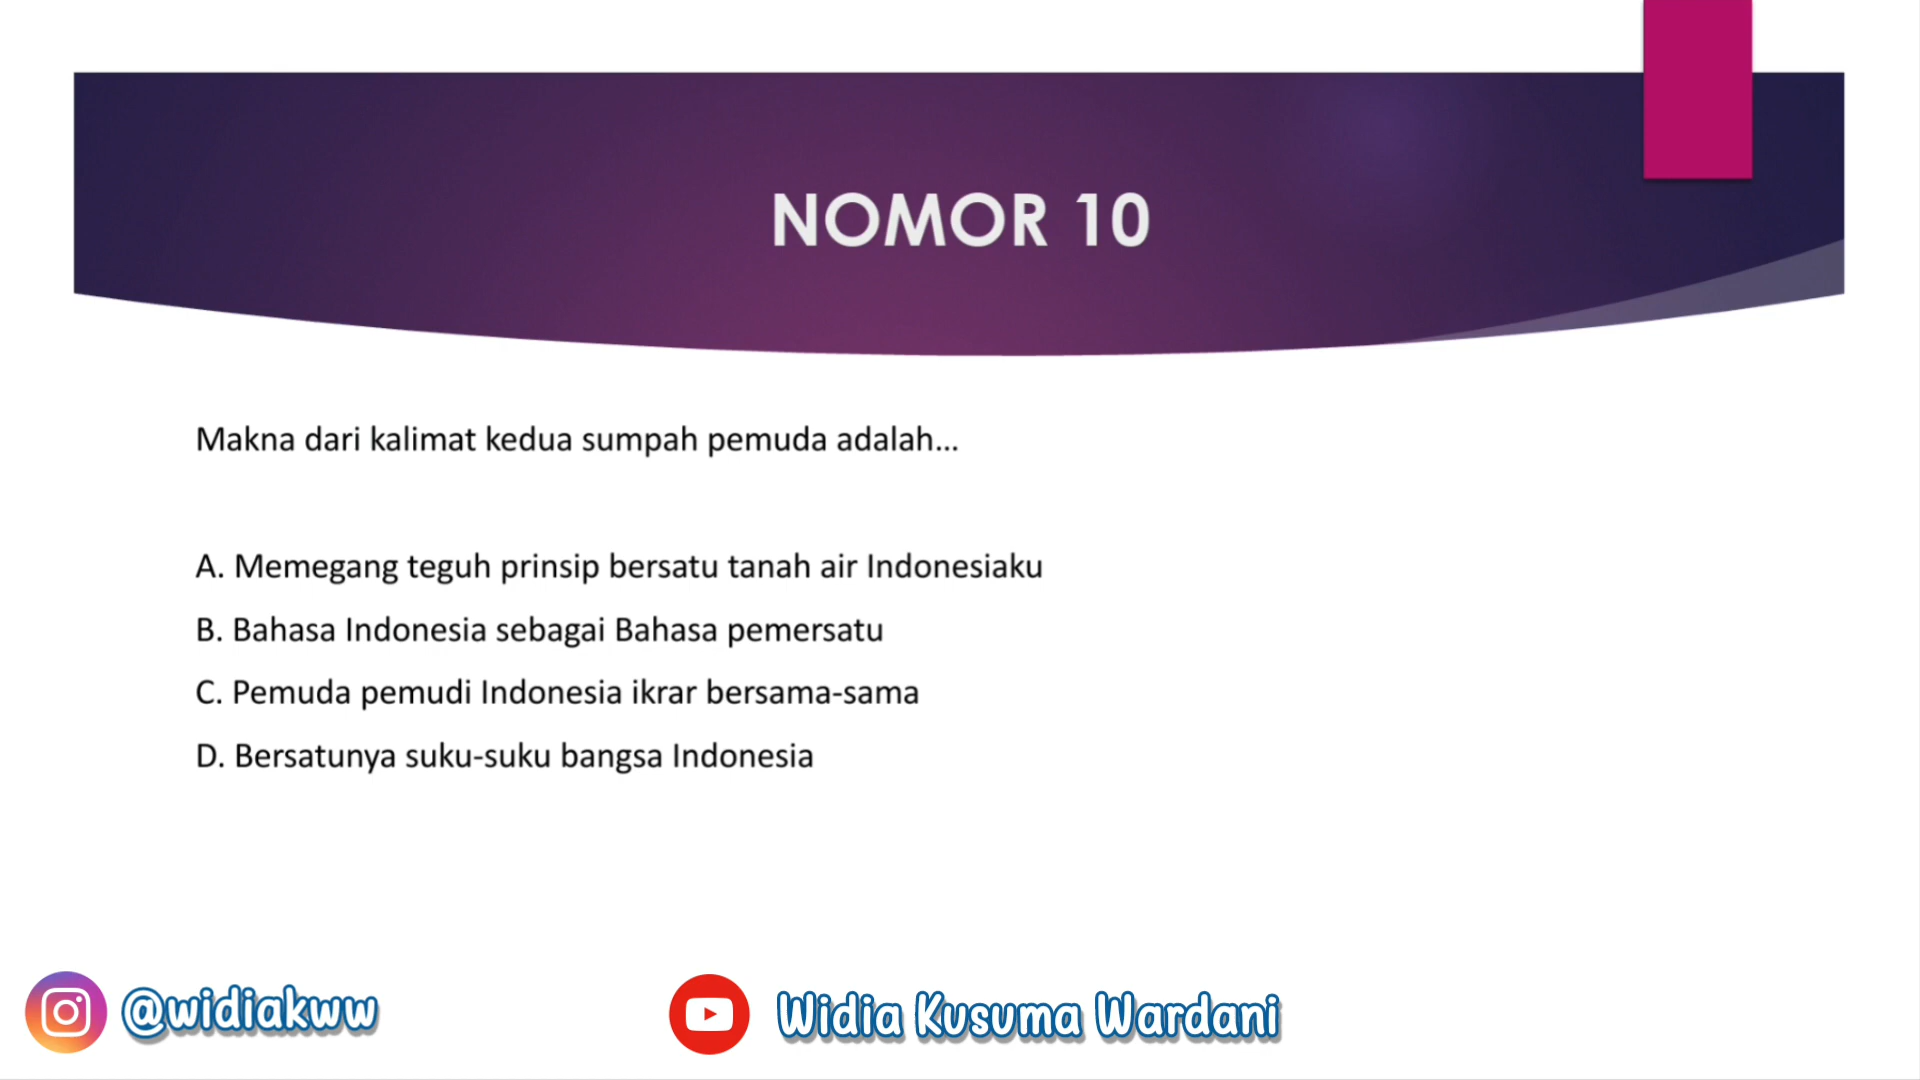 NOMOR 10
Makna dari kalimat kedua sumpah pemuda adalah...
A. Memegang teguh prinsip bersatu tanah air Indonesiaku
B. Bahasa Indonesia sebagai Bahasa pemersatu
C. Pemuda pemudi Indonesia ikrar bersama-sama
D. Bersatunya suku-suku bangsa Indonesia
@widiakww
Widia Kusuma Wardani